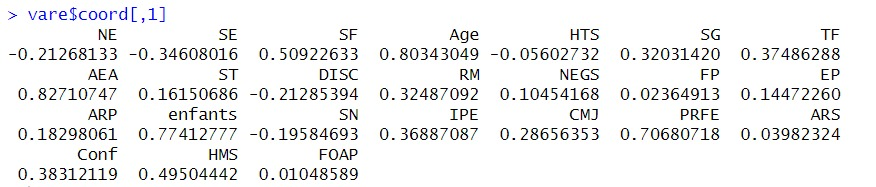 > vare$coord[,1]
NE SE SF Age HTS SG TF
-0.21268133 -0.34608016 0.50922633 0.80343049 -0.05602732 0.32031420 0.37486288
AEA ST DISC RM NEGS FP EP
0.82710747 0.16150686 -0.21285394 0.32487092 0.10454168 0.02364913 0.14472260
ARP enfants SN IPE CMJ PRFE ARS
0.18298061 0.77412777 -0.19584693 0.36887087 0.28656353 0.70680718 0.03982324
Conf HMS FOAP
0.38312119 0.49504442 0.01048589